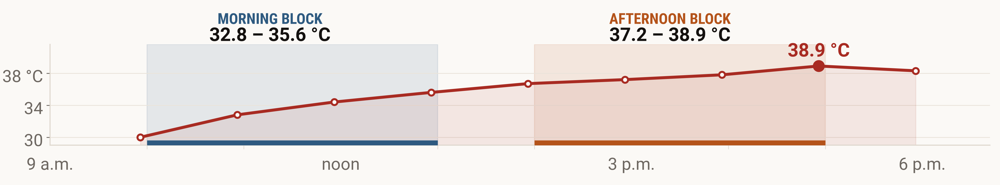 MORNING BLOCK
32.8 – 35.6 °C
AFTERNOON BLOCK
37.2 – 38.9 °C
38.9 °C
38 °C
34
30
9 a.m.
noon
3 p.m.
6 p.m.